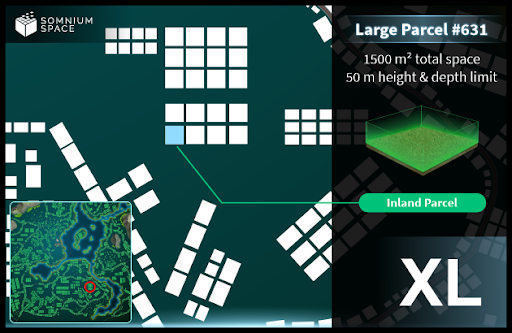 SOMNIUM
SPACE
Large Parcel #631
1500 m² total space
50 m height & depth limit
Inland Parcel
XL